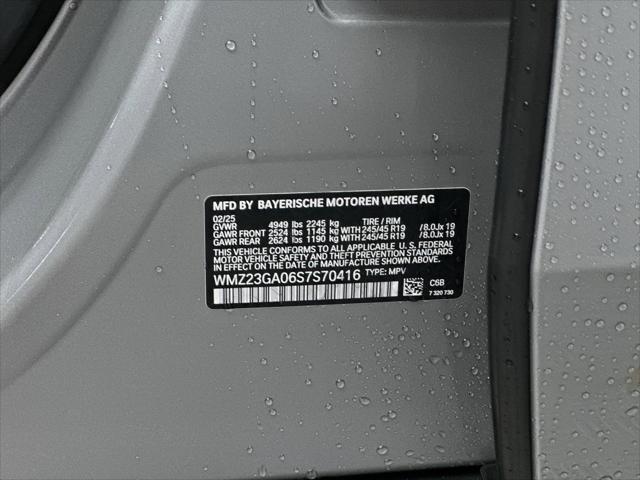 MFD BY BAYERISCHE MOTOREN WERKE AG
02/25
GVWR 4949 lbs 2245 kg TIRE / RIM
GAWR FRONT 2524 lbs 1145 kg WITH 245/45 R19 /8.0Jx 19
GAWR REAR 2624 lbs 1190 kg WITH 245/45 R19 /8.0Jx 19
THIS VEHICLE CONFORMS TO ALL APPLICABLE U. S. FEDERAL
MOTOR VEHICLE SAFETY, BUMPER, AND THEFT PREVENTION
STANDARDS IN EFFECT ON THE DATE OF MANUFACTURE SHOWN ABOVE.
WMZ23GA06S7S70416 TYPE: MPV
C6B
7 320 730